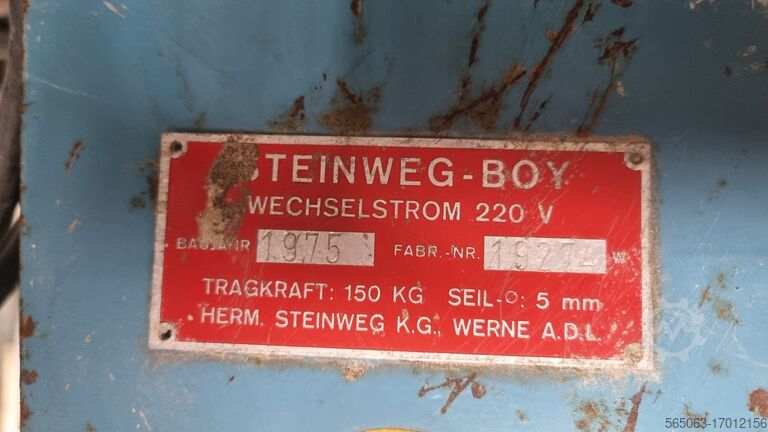 STEINWEG-BOY
WECHSELSTROM 220 V
BAUJAHR 1975 FABR.-NR. 19274 W
TRAGKRAFT: 150 KG SEIL-○: 5 mm
HERM. STEINWEG K.G., WERNE A.D.L.
565063-17012156